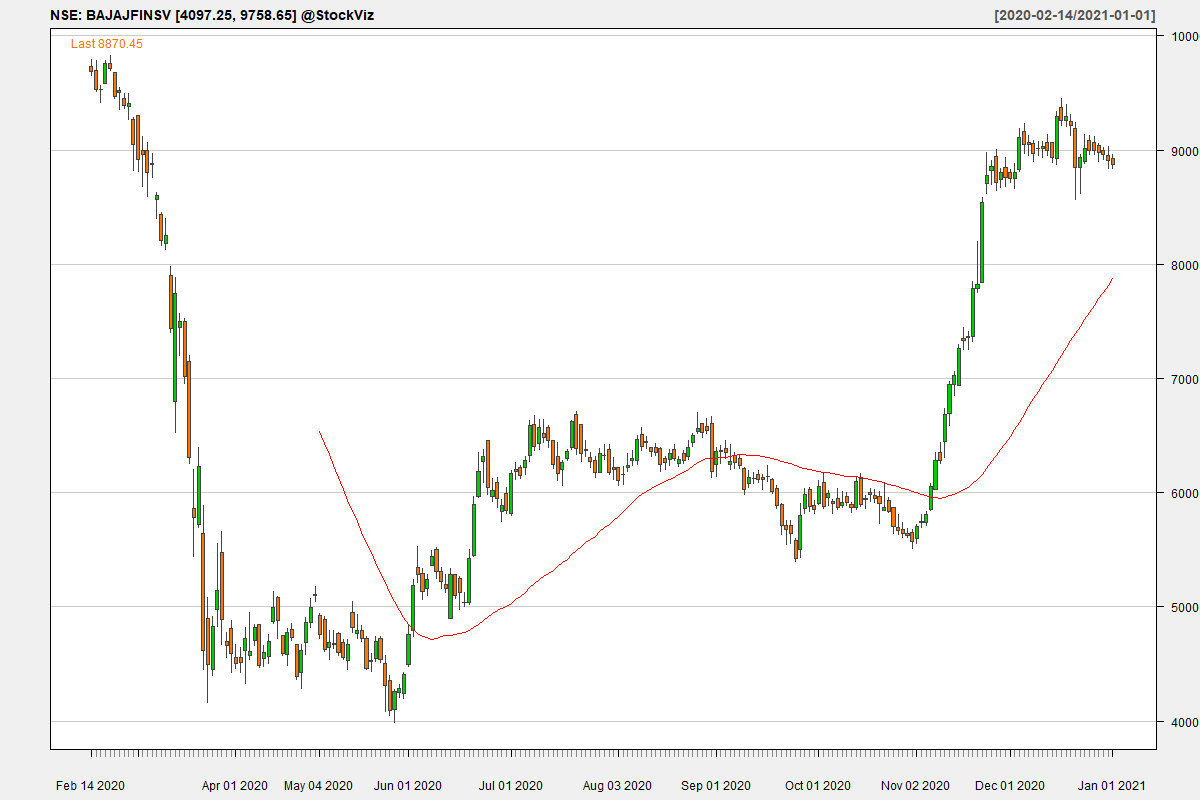 NSE: BAJAJFINSV [4097.25, 9758.65] @StockViz
[2020-02-14/2021-01-01]
Last 8870.45
9000
8000
7000
6000
5000
4000
Feb 14 2020
Apr 01 2020
May 04 2020
Jun 01 2020
Jul 01 2020
Aug 03 2020
Sep 01 2020
Oct 01 2020
Nov 02 2020
Dec 01 2020
Jan 01 2021